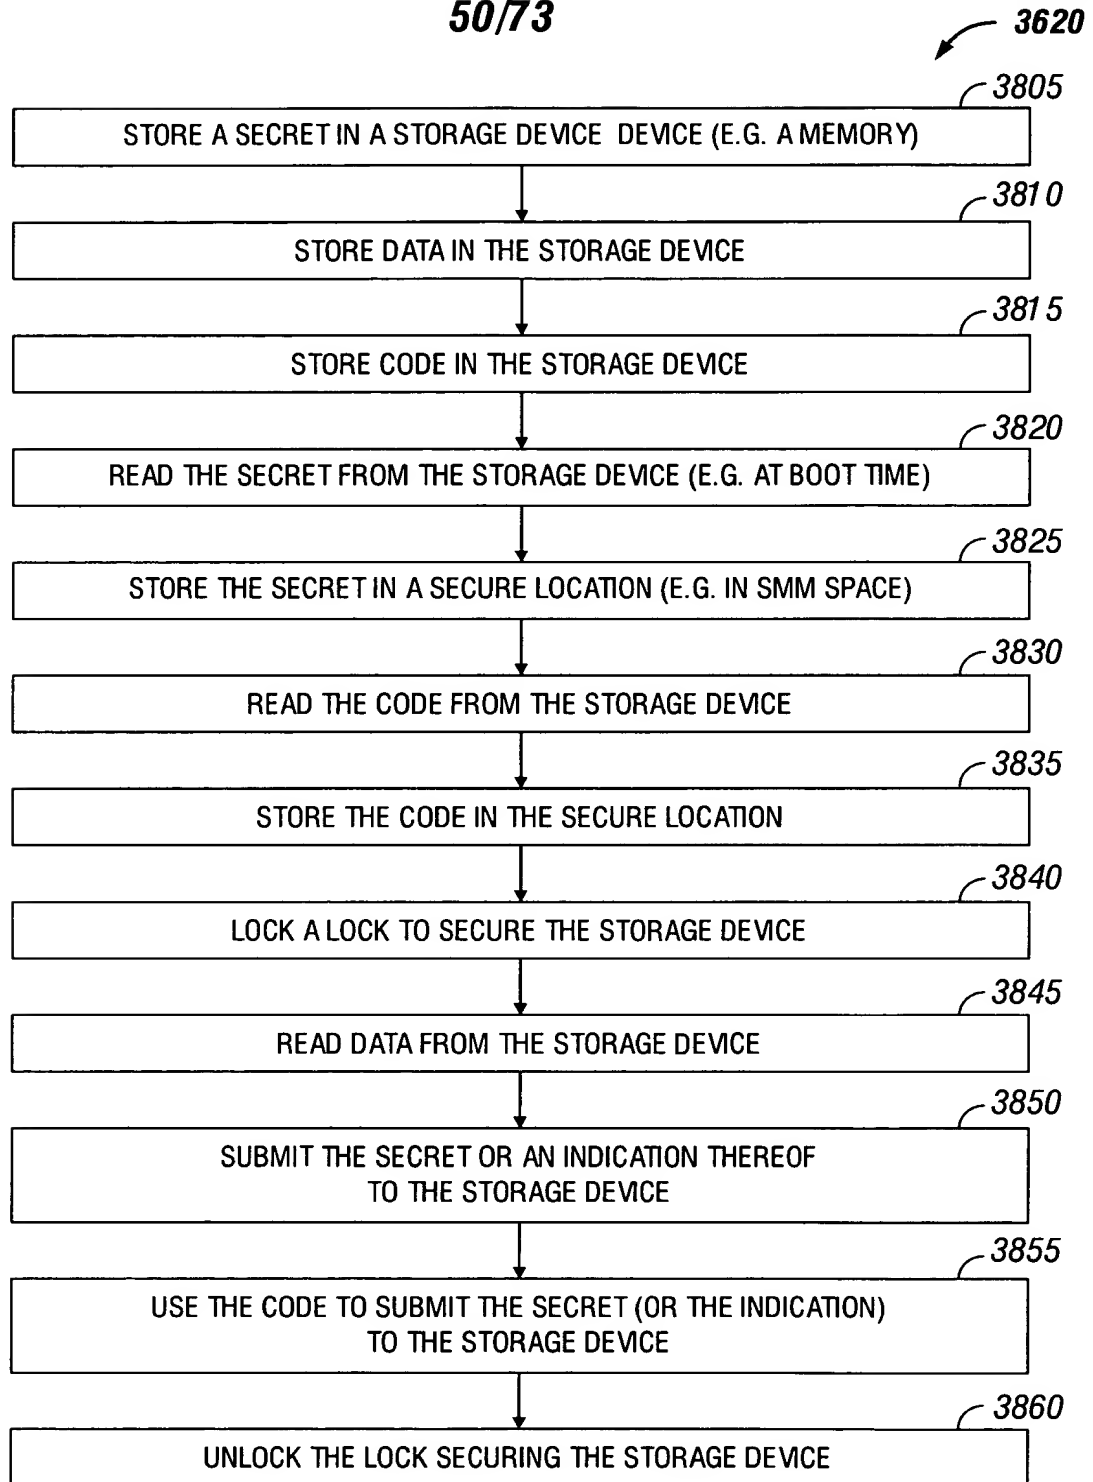 50/73
3620
3805
STORE A SECRET IN A STORAGE DEVICE DEVICE (E.G. A MEMORY)
3810
STORE DATA IN THE STORAGE DEVICE
3815
STORE CODE IN THE STORAGE DEVICE
3820
READ THE SECRET FROM THE STORAGE DEVICE (E.G. AT BOOT TIME)
3825
STORE THE SECRET IN A SECURE LOCATION (E.G. IN SMM SPACE)
3830
READ THE CODE FROM THE STORAGE DEVICE
3835
STORE THE CODE IN THE SECURE LOCATION
3840
LOCK A LOCK TO SECURE THE STORAGE DEVICE
3845
READ DATA FROM THE STORAGE DEVICE
3850
SUBMIT THE SECRET OR AN INDICATION THEREOF
TO THE STORAGE DEVICE
3855
USE THE CODE TO SUBMIT THE SECRET (OR THE INDICATION)
TO THE STORAGE DEVICE
3860
UNLOCK THE LOCK SECURING THE STORAGE DEVICE